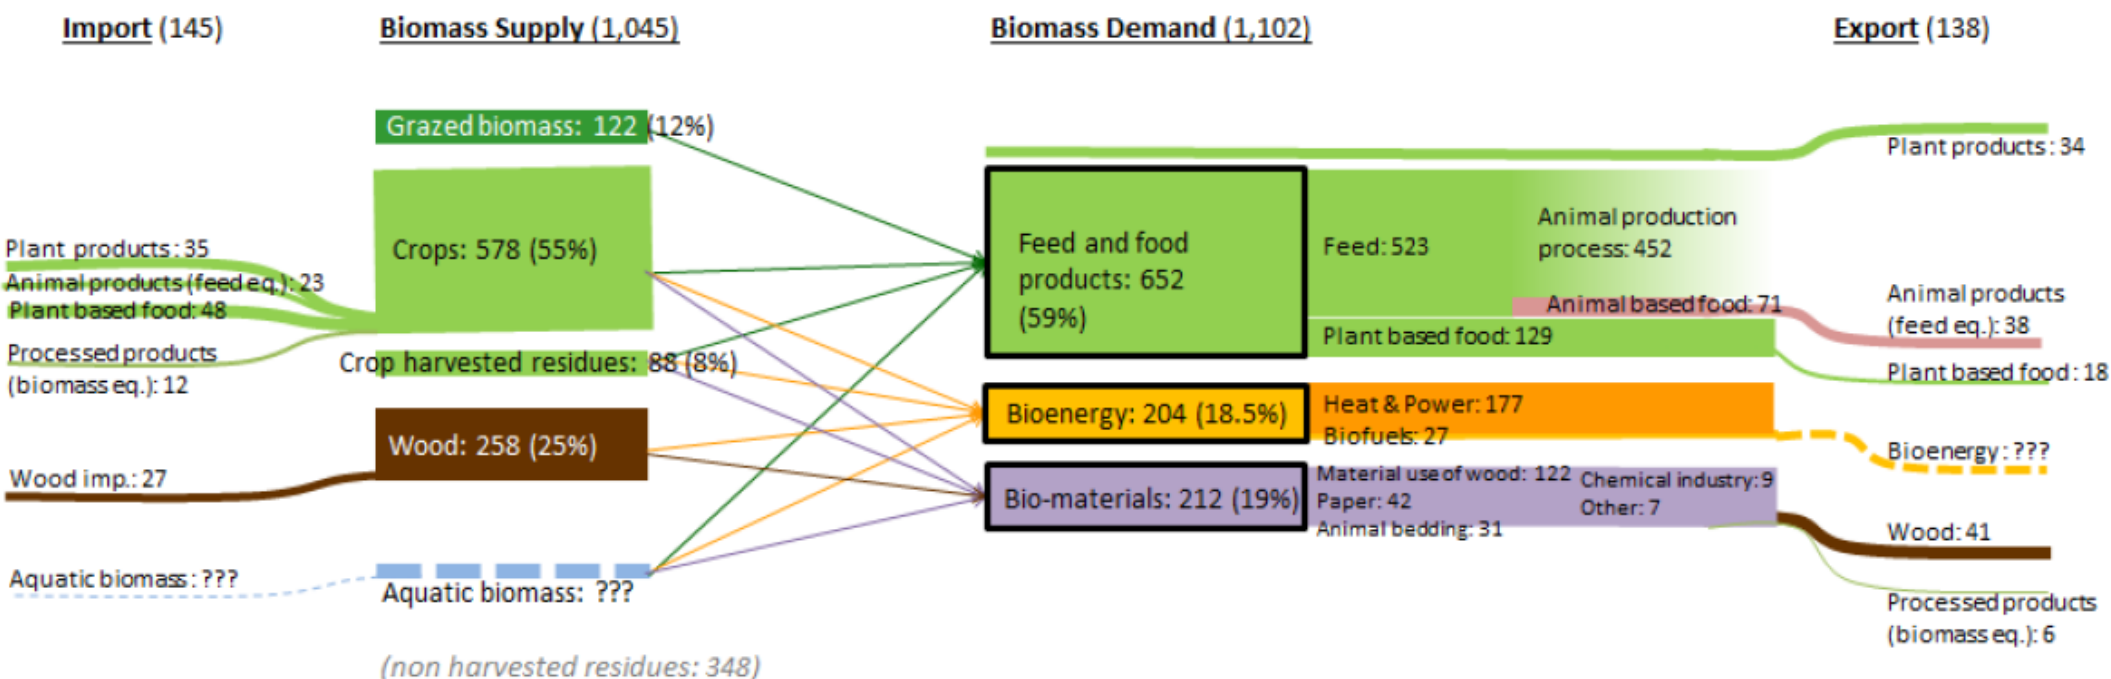 Import (145)
Biomass Supply (1,045)
Biomass Demand (1,102)
Export (138)
Plant products: 35
Animal products (feed eq.): 23
Plant based food: 48
Processed products
(biomass eq.): 12
Wood imp.: 27
Aquatic biomass: ???
Grazed biomass: 122 (12%)
Crops: 578 (55%)
Crop harvested residues: 88 (8%)
Wood: 258 (25%)
Aquatic biomass: ???
(non harvested residues: 348)
Feed and food
products: 652
(59%)
Bioenergy: 204 (18.5%)
Bio-materials: 212 (19%)
Feed: 523
Animal production
process: 452
Animal based food: 71
Plant based food: 129
Heat & Power: 177
Biofuels: 27
Material use of wood: 122
Paper: 42
Animal bedding: 31
Chemical industry: 9
Other: 7
Plant products: 34
Animal products
(feed eq.): 38
Plant based food: 18
Bioenergy: ???
Wood: 41
Processed products
(biomass eq.): 6